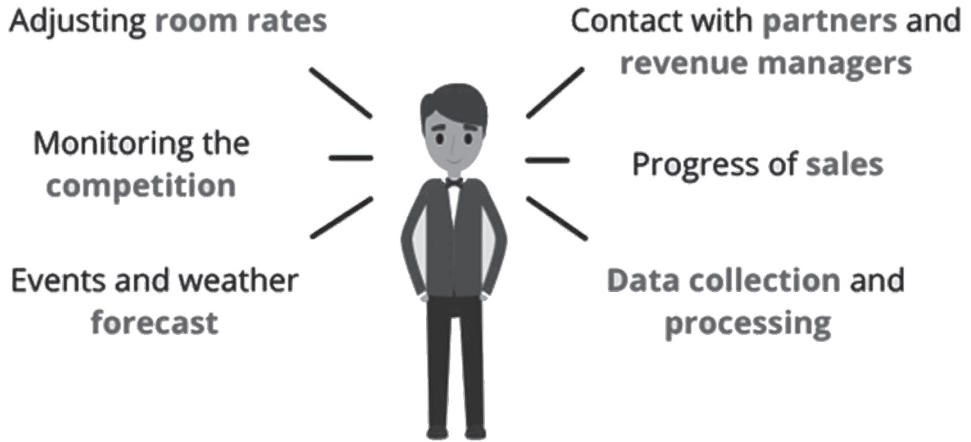 Adjusting room rates
Monitoring the
competition
Events and weather
forecast
Contact with partners and
revenue managers
Progress of sales
Data collection and
processing